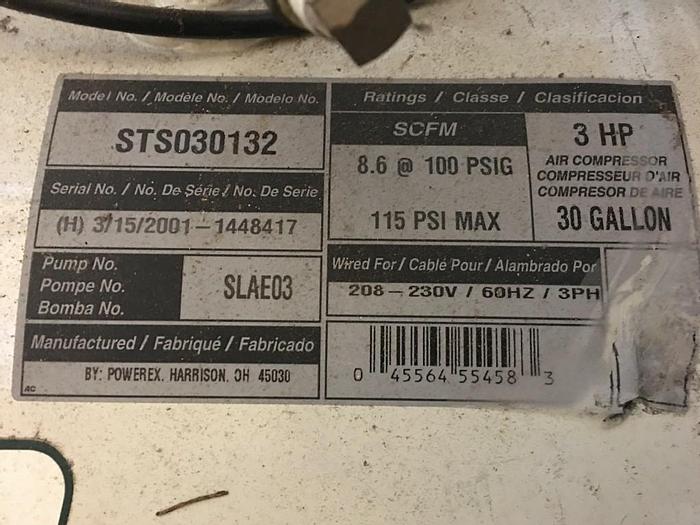 Model No. / Modèle No. / Modelo No.
STS030132
Serial No. / No. De Série / No. De Serie
(H) 3/15/2001-1448417
Pump No.
Pompe No.
Bomba No.
SLAE03
Manufactured / Fabriqué / Fabricado
BY: POWEREX. HARRISON. OH 45030
AC
Ratings / Classe / Clasificacion
SCFM
8.6 @ 100 PSIG
115 PSI MAX
3 HP
AIR COMPRESSOR
COMPRESSEUR D'AIR
COMPRESOR DE AIRE
30 GALLON
Wired For / Cablé Pour / Alambrado Por
208-230V / 60HZ / 3PH
0 45564 55458 3